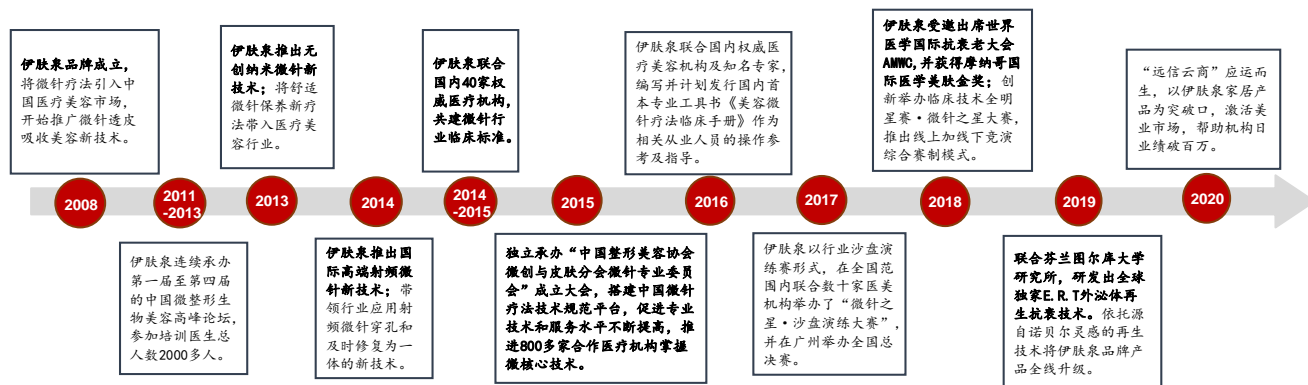 伊肤泉品牌成立，
将微针疗法引入中
国医疗美容市场，
开始推广微针透皮
吸收美容新技术。
伊肤泉推出无
创纳米微针新
技术；将舒适
微针保养新疗
法带入医疗美
容行业。
伊肤泉联合
国内40家权
威医疗机构，
共建微针行
业临床标准。
伊肤泉联合国内权威医
疗美容机构及知名专家，
编写并计划发行国内首
本专业工具书《美容微
针疗法临床手册》作为
相关从业人员的操作参
考及指导。
伊肤泉受邀出席世界
医学国际抗衰老大会
AMWC,并获得摩纳哥国
际医学美肤金奖；创
新举办临床技术全明
星赛·微针之星大赛，
推出线上加线下竞演
综合赛制模式。
“远信云商”应运而
生，以伊肤泉家居产
品为突破口，激活美
业市场，帮助机构日
业绩破百万。
2008
2011
-2013
2013
2014
2014
-2015
2015
2016
2017
2018
2019
2020
伊肤泉连续承办
第一届至第四届
的中国微整形生
物美容高峰论坛，
参加培训医生总
人数2000多人。
伊肤泉推出国
际高端射频微
针新技术；带
领行业应用射
频微针穿孔和
及时修复为一
体的新技术。
独立承办“中国整形美容协会
微创与皮肤分会微针专业委员
会”成立大会，搭建中国微针
疗法技术规范平台，促进专业
技术和服务水平不断提高，推
进800多家合作医疗机构掌握
微核心技术。
伊肤泉以行业沙盘演
练赛形式，在全国范
围内联合数十家医美
机构举办了“微针之
星·沙盘演练大赛”，
并在广州举办全国总
决赛。
联合芬兰图尔库大学
研究所，研发出全球
独家E.R.T外泌体再
生抗衰技术。依托源
自诺贝尔灵感的再生
技术将伊肤泉品牌产
品全线升级。